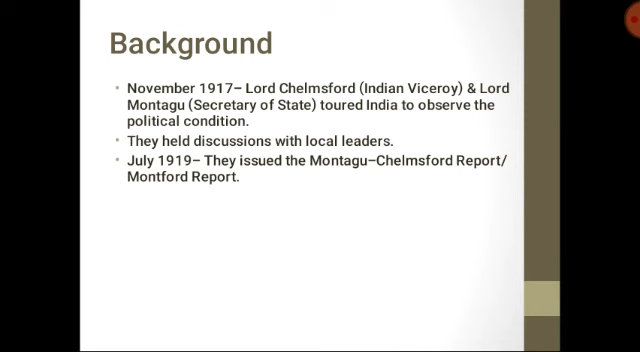 Background
• November 1917– Lord Chelmsford (Indian Viceroy) & Lord
Montagu (Secretary of State) toured India to observe the
political condition.
• They held discussions with local leaders.
• July 1919– They issued the Montagu–Chelmsford Report/
Montford Report.